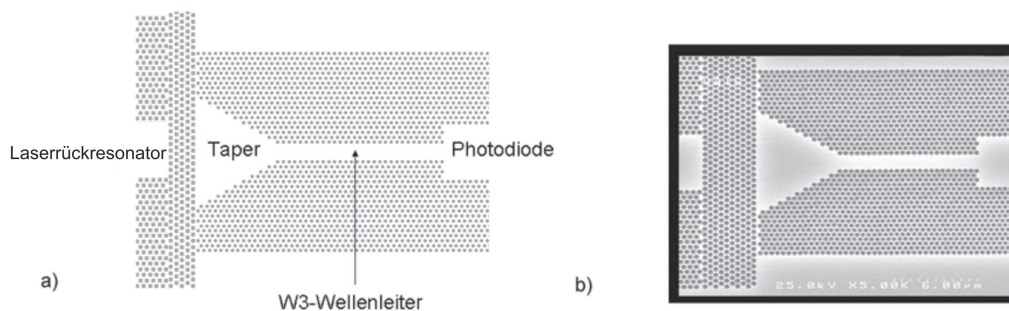 Laserrückresonator
Taper
Photodiode
a)
W3-Wellenleiter
b)
25.0kV X5.00K 6.00µm